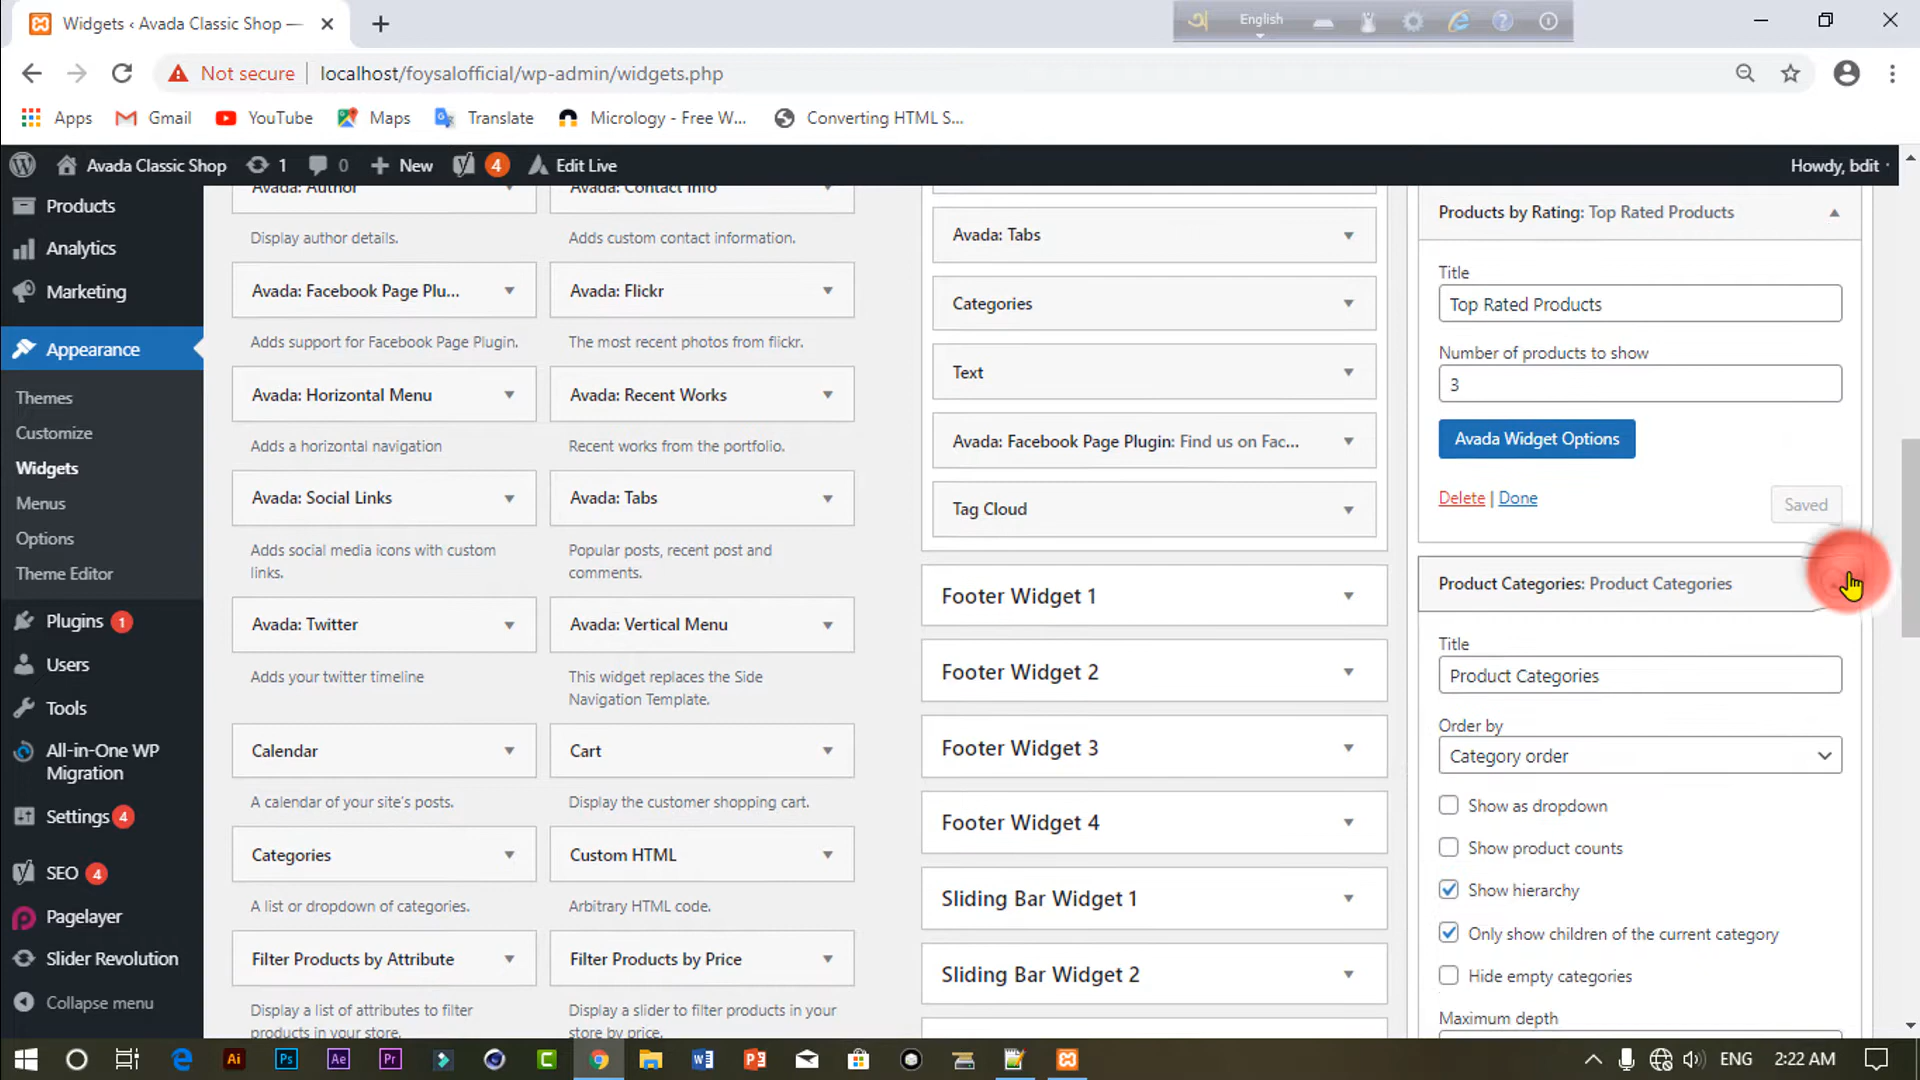 Widgets ‹ Avada Classic Shop —
English
Not secure
localhost/foysalofficial/wp-admin/widgets.php
Apps
Gmail
YouTube
Maps
Translate
Micrology - Free W...
Converting HTML S...
Avada Classic Shop
1
0
New
4
Edit Live
Howdy, bdit
Products
Analytics
Marketing
Appearance
Themes
Customize
Widgets
Menus
Options
Theme Editor
Plugins 1
Users
Tools
All-in-One WP
Migration
Settings 4
SEO 4
Pagelayer
Slider Revolution
Collapse menu
Avada: Author
Display author details.
Avada: Facebook Page Plu...
Adds support for Facebook Page Plugin.
Avada: Horizontal Menu
Adds a horizontal navigation
Avada: Social Links
Adds social media icons with custom
links.
Avada: Twitter
Adds your twitter timeline
Calendar
A calendar of your site's posts.
Categories
A list or dropdown of categories.
Filter Products by Attribute
Display a list of attributes to filter
products in your store.
Avada: Contact Info
Adds custom contact information.
Avada: Flickr
The most recent photos from flickr.
Avada: Recent Works
Recent works from the portfolio.
Avada: Tabs
Popular posts, recent post and
comments.
Avada: Vertical Menu
This widget replaces the Side
Navigation Template.
Cart
Display the customer shopping cart.
Custom HTML
Arbitrary HTML code.
Filter Products by Price
Display a slider to filter products in your
store by price.
Avada: Tabs
Categories
Text
Avada: Facebook Page Plugin: Find us on Fac...
Tag Cloud
Footer Widget 1
Footer Widget 2
Footer Widget 3
Footer Widget 4
Sliding Bar Widget 1
Sliding Bar Widget 2
Products by Rating: Top Rated Products
Title
Top Rated Products
Number of products to show
3
Avada Widget Options
Delete | Done
Saved
Product Categories: Product Categories
Title
Product Categories
Order by
Category order
Show as dropdown
Show product counts
Show hierarchy
Only show children of the current category
Hide empty categories
Maximum depth
Ai
Ps
Ae
Pr
ENG
2:22 AM